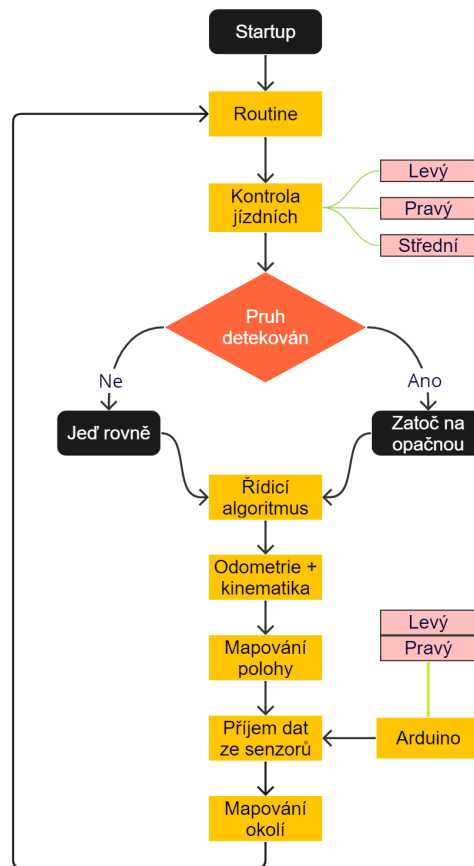 Startup
Routine
Kontrola
jízdních
Levý
Pravý
Střední
Pruh
detekován
Ne
Ano
Jeď rovně
Zatoč na
opačnou
Řídicí
algoritmus
Odometrie +
kinematika
Mapování
polohy
Levý
Pravý
Příjem dat
ze senzorů
Arduino
Mapování
okolí